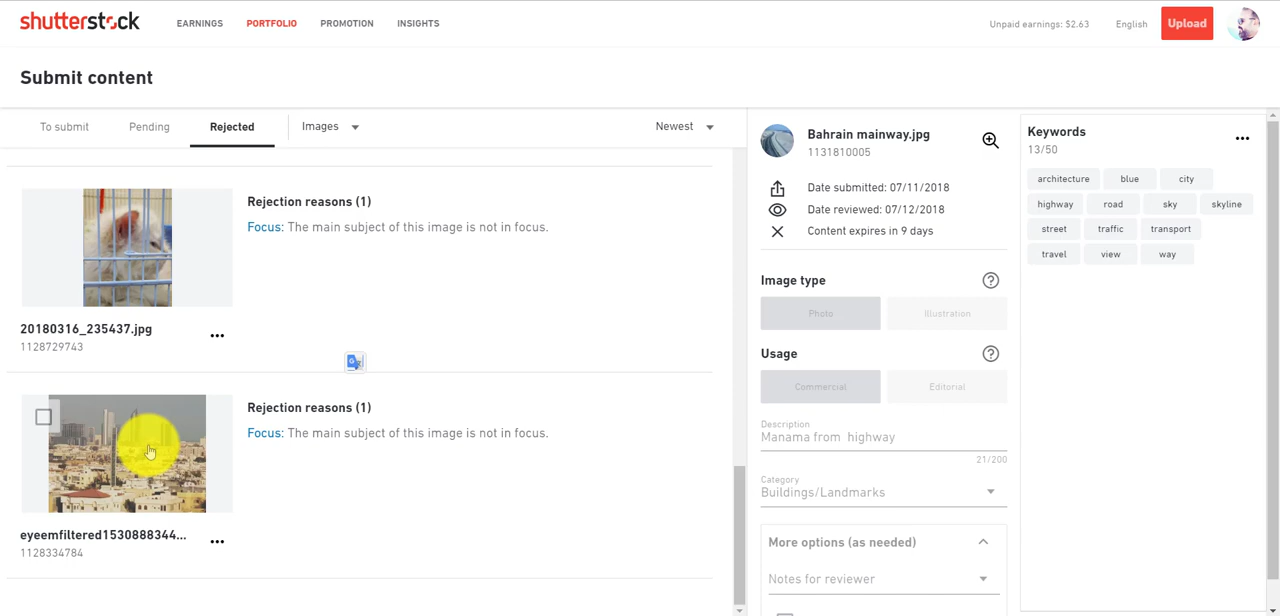 shutterstock
EARNINGS PORTFOLIO PROMOTION INSIGHTS
Unpaid earnings: $2.63 English Upload
Submit content
To submit Pending Rejected Images Newest
Rejection reasons (1)
Focus: The main subject of this image is not in focus.
20180316_235437.jpg
1128729743
Rejection reasons (1)
Focus: The main subject of this image is not in focus.
eyeemfiltered1530888344...
1128334784
Bahrain mainway.jpg
1131810005
Date submitted: 07/11/2018
Date reviewed: 07/12/2018
Content expires in 9 days
Image type
Photo Illustration
Usage
Commercial Editorial
Description
Manama from highway
21/200
Category
Buildings/Landmarks
More options (as needed)
Notes for reviewer
Keywords
13/50
architecture blue city
highway road sky skyline
street traffic transport
travel view way